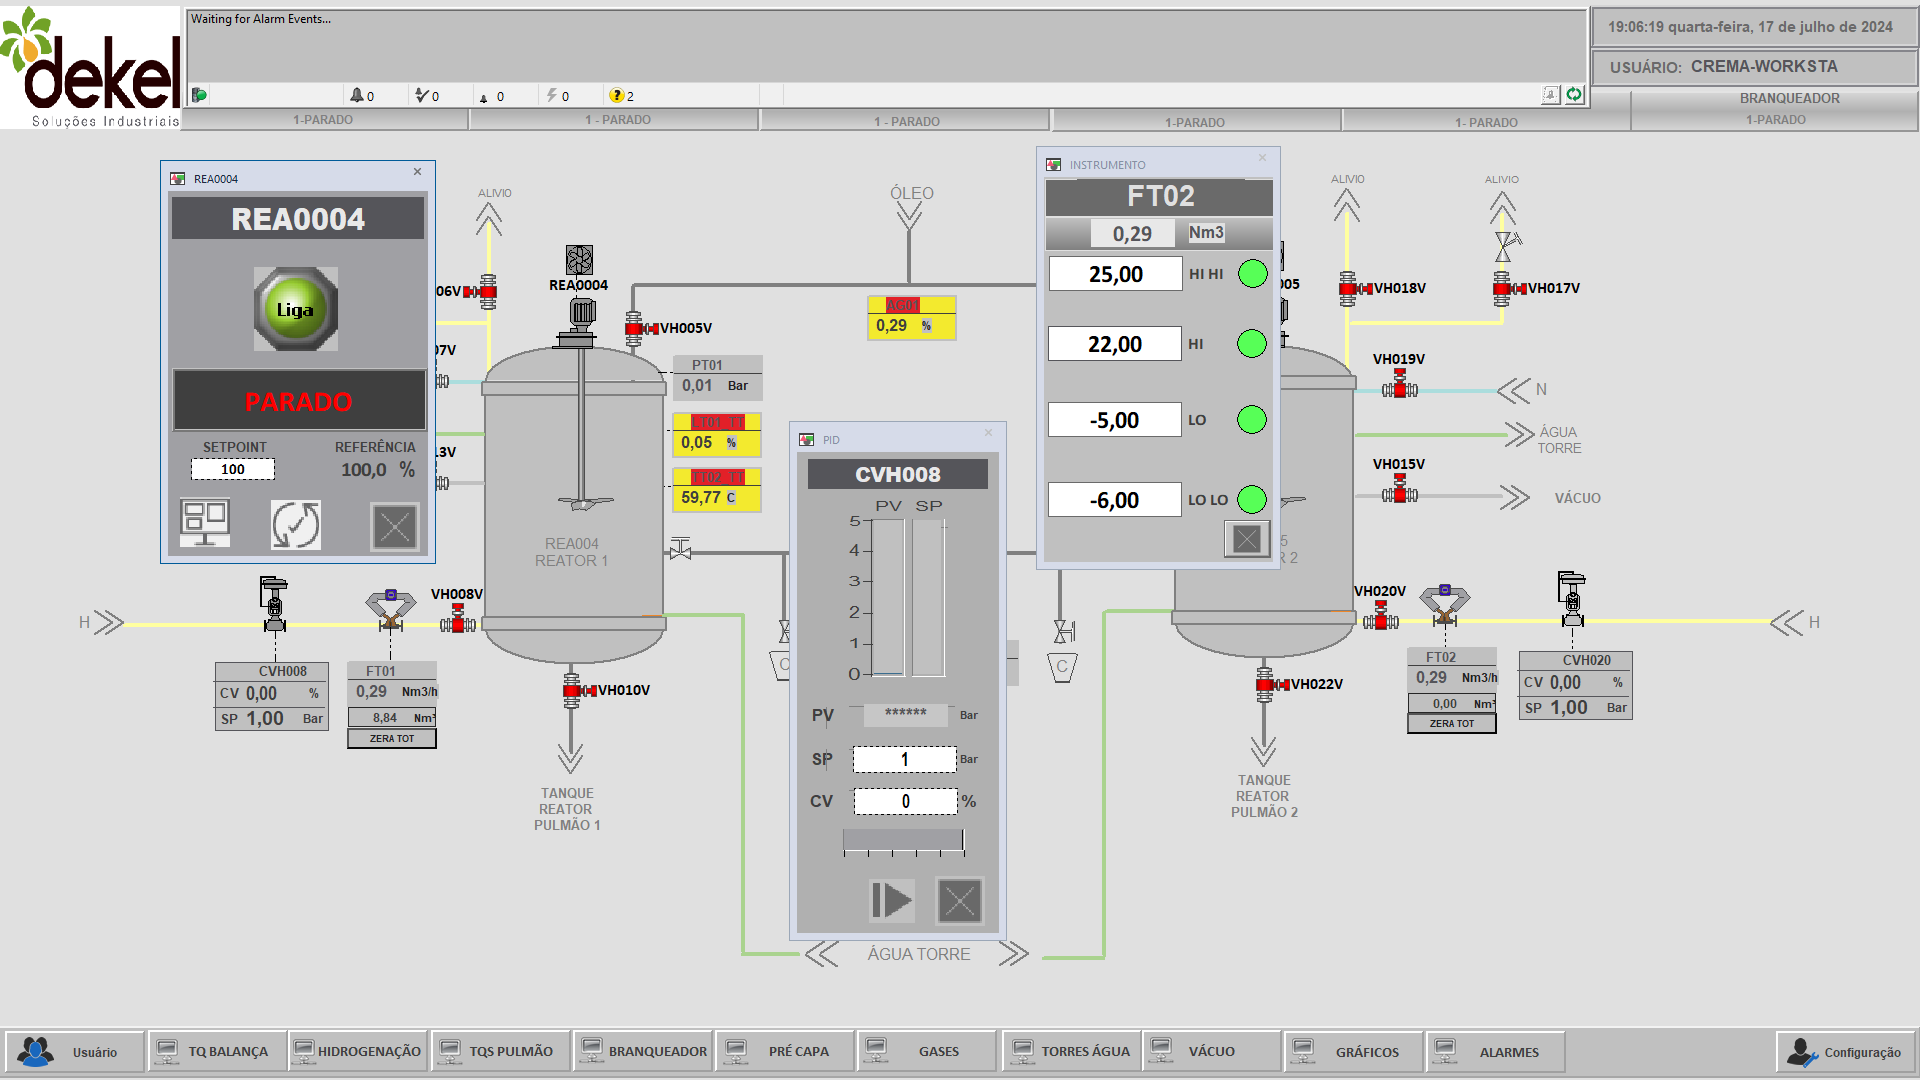 dekel
Soluções Industriais
Waiting for Alarm Events...
0
0
0
0
2
19:06:19 quarta-feira, 17 de julho de 2024
USUÁRIO: CREMA-WORKSTA
1-PARADO
1 - PARADO
1 - PARADO
1-PARADO
1- PARADO
BRANQUEADOR
1-PARADO
REA0004
REA0004
Liga
PARADO
SETPOINT
REFERÊNCIA
100
100,0 %
ALIVIO
06V
07V
13V
REA0004
VH005V
ÓLEO
AC01
0,29 %
PT01
0,01 Bar
LT01_TT
0,05 %
TT02_TT
59,77 C
REA004
REATOR 1
INSTRUMENTO
FT02
0,29 Nm3
25,00 HI HI
22,00 HI
-5,00 LO
-6,00 LO LO
PID
CVH008
PV SP
5
4
3
2
1
0
PV ****** Bar
SP 1 Bar
CV 0 %
ALIVIO
ALIVIO
005
VH018V
VH017V
VH019V
N
ÁGUA
TORRE
VH015V
VÁCUO
5
R 2
H
VH008V
CVH008
CV 0,00 %
SP 1,00 Bar
FT01
0,29 Nm3/h
8,84 Nm³
ZERA TOT
VH010V
TANQUE
REATOR
PULMÃO 1
C
C
VH020V
H
FT02
0,29 Nm3/h
0,00 Nm³
ZERA TOT
CVH020
CV 0,00 %
SP 1,00 Bar
VH022V
TANQUE
REATOR
PULMÃO 2
ÁGUA TORRE
Usuário
TQ BALANÇA
HIDROGENAÇÃO
TQS PULMÃO
BRANQUEADOR
PRÉ CAPA
GASES
TORRES ÁGUA
VÁCUO
GRÁFICOS
ALARMES
Configuração